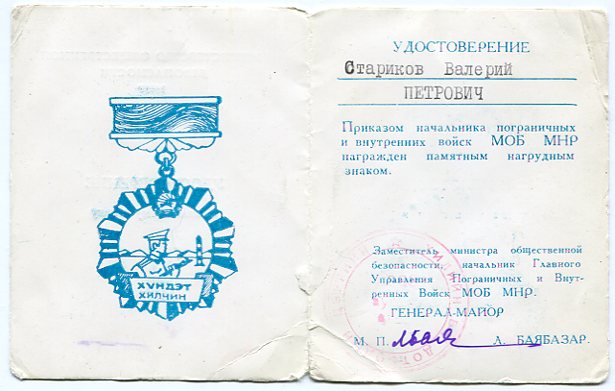 ХҮНДЭТ
ХИЛЧИН
УДОСТОВЕРЕНИЕ
Стариков Валерий
ПЕТРОВИЧ
Приказом начальника пограничных
и внутренних войск МОБ МНР
награжден памятным нагрудным
знаком.
Заместитель министра общественной
безопасности, начальник Главного
Управления Пограничных и Внут-
ренных Войск МОБ МНР.
ГЕНЕРАЛ-МАЙОР
М. П. А. БАЯБАЗАР.